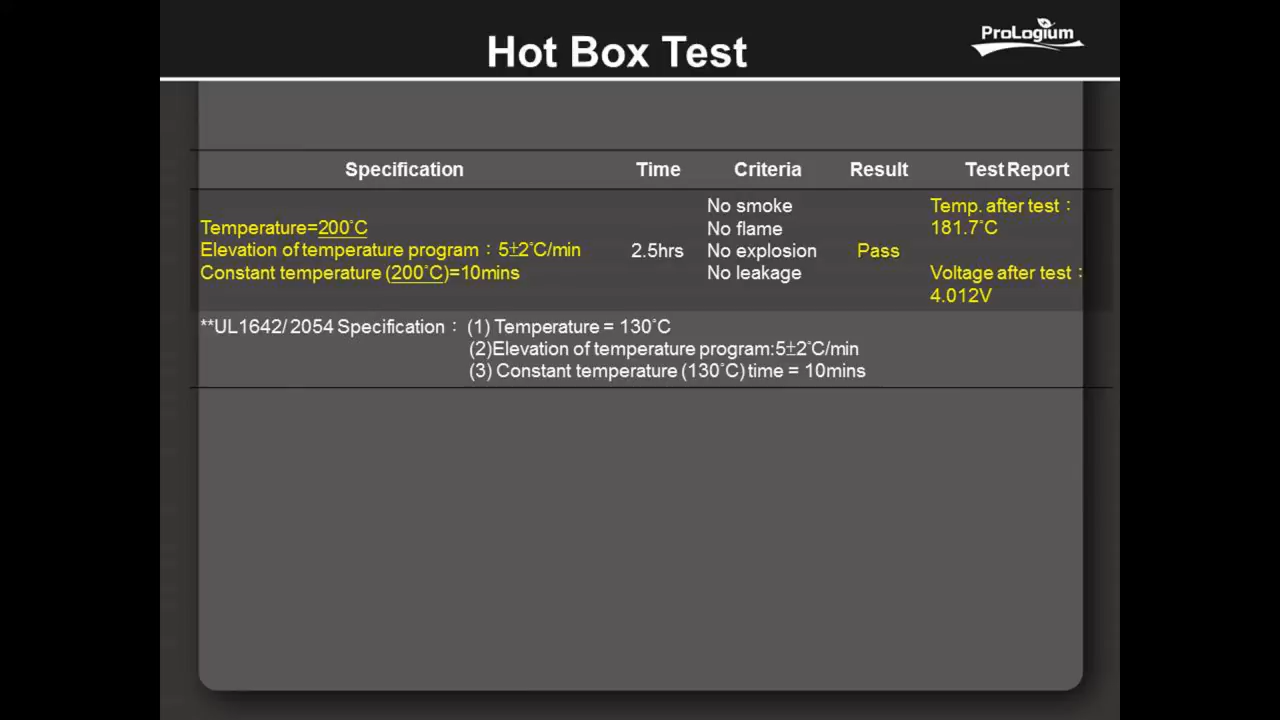 Hot Box Test
ProLogium
Specification Time Criteria Result Test Report
Temperature=200°C
Elevation of temperature program：5±2°C/min
Constant temperature (200°C)=10mins
2.5hrs
No smoke
No flame
No explosion
No leakage
Pass
Temp. after test：
181.7°C
Voltage after test：
4.012V
**UL1642/ 2054 Specification： (1) Temperature = 130°C
(2)Elevation of temperature program:5±2°C/min
(3) Constant temperature (130°C) time = 10mins